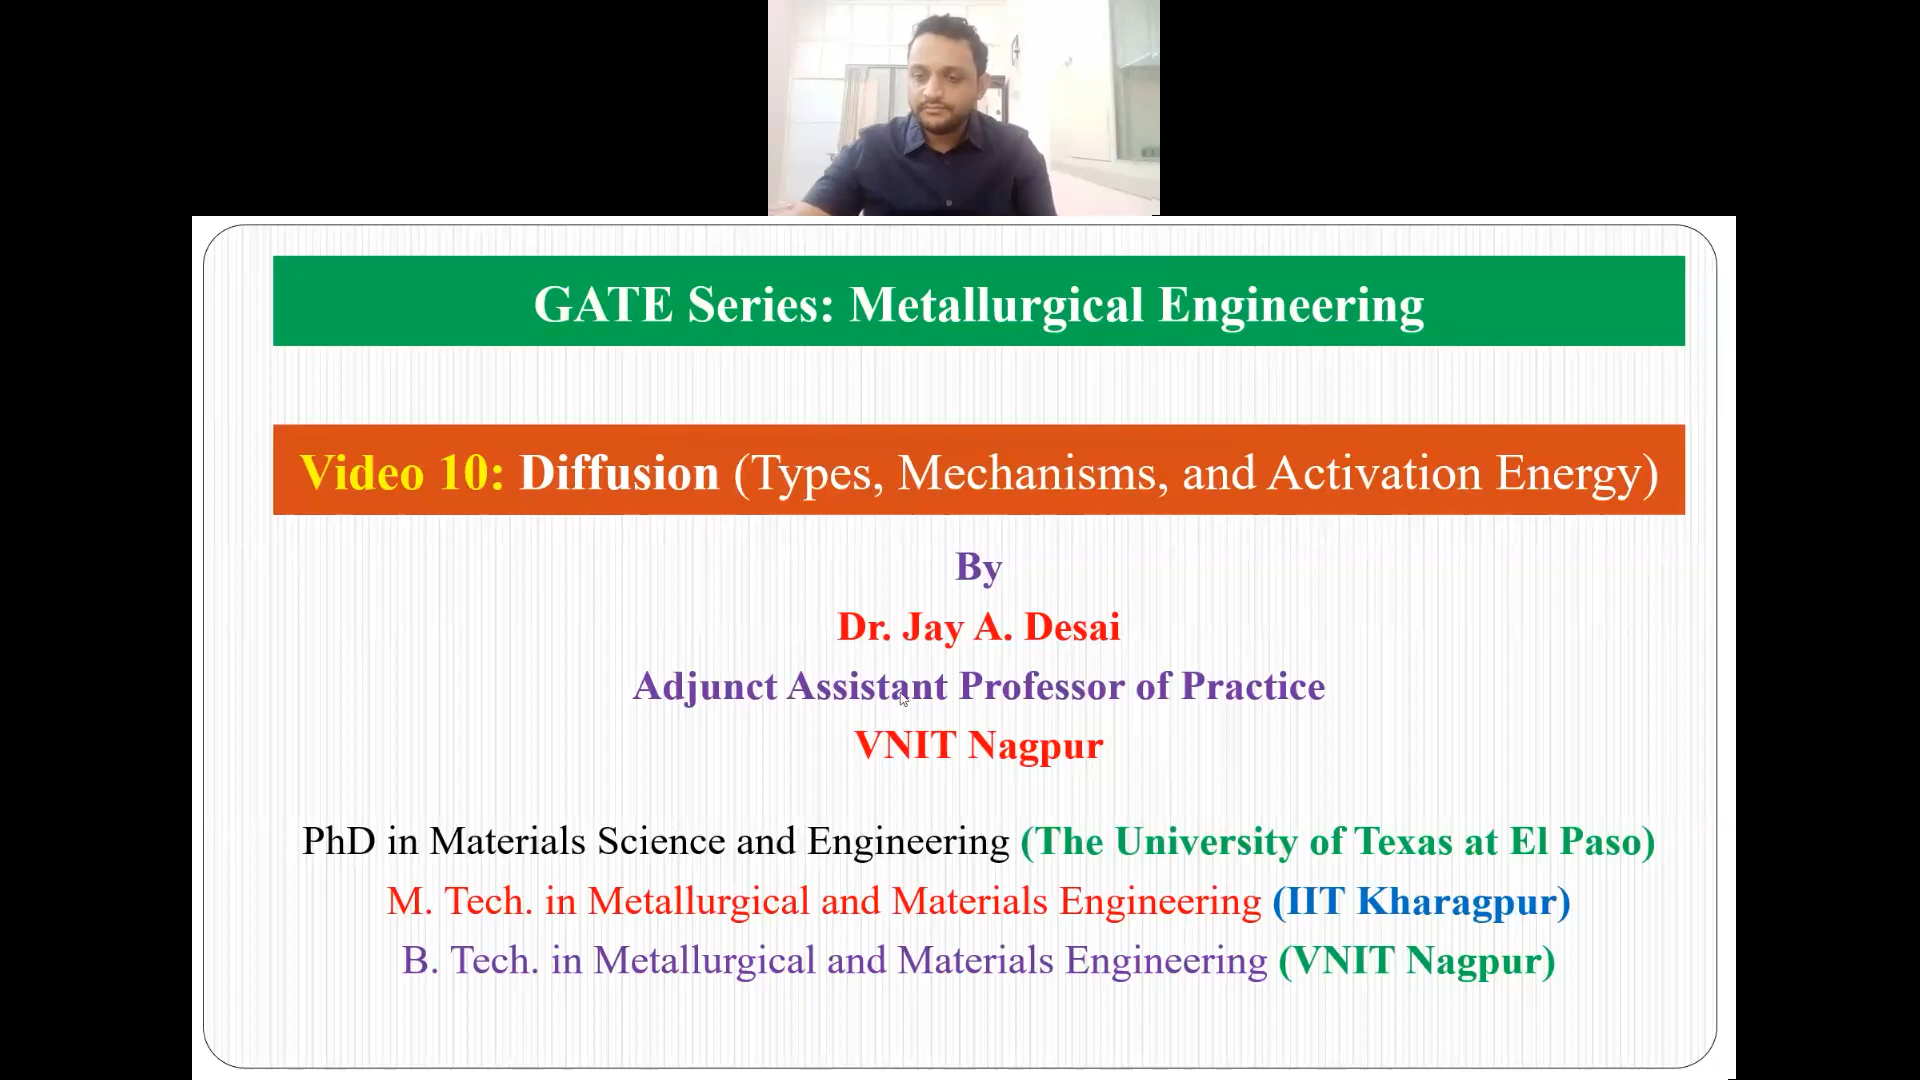 GATE Series: Metallurgical Engineering
Video 10: Diffusion (Types, Mechanisms, and Activation Energy)
By
Dr. Jay A. Desai
Adjunct Assistant Professor of Practice
VNIT Nagpur
PhD in Materials Science and Engineering (The University of Texas at El Paso)
M. Tech. in Metallurgical and Materials Engineering (IIT Kharagpur)
B. Tech. in Metallurgical and Materials Engineering (VNIT Nagpur)